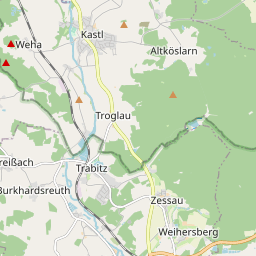 Kastl
Weha
Altköslarn
Troglau
reißach
Trabitz
Burkhardsreuth
Zessau
Weihersberg